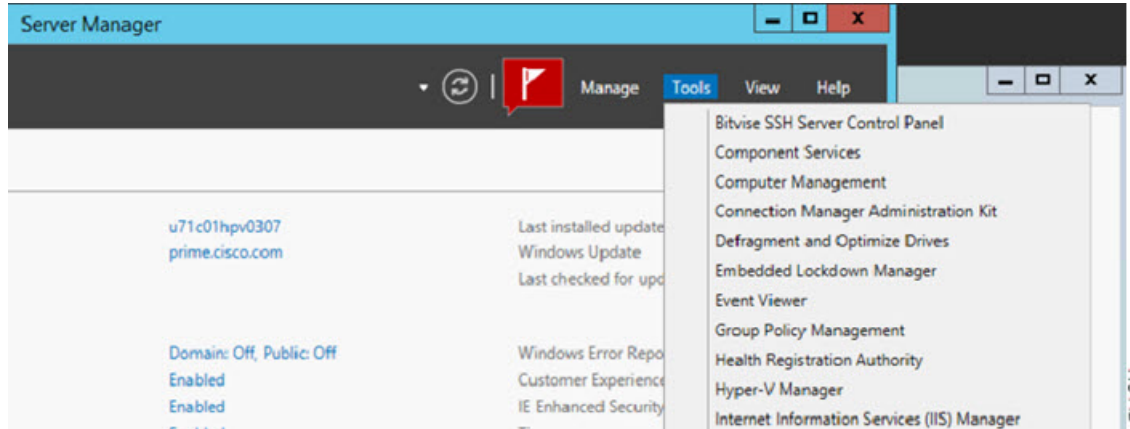 Server Manager
Manage Tools View Help
Bitvise SSH Server Control Panel
Component Services
Computer Management
Connection Manager Administration Kit
Defragment and Optimize Drives
Embedded Lockdown Manager
Event Viewer
Group Policy Management
Health Registration Authority
Hyper-V Manager
Internet Information Services (IIS) Manager
u71c01hpv0307
prime.cisco.com
Last installed update
Windows Update
Last checked for upd
Domain: Off, Public: Off
Enabled
Enabled
Windows Error Repo
Customer Experience
IE Enhanced Security